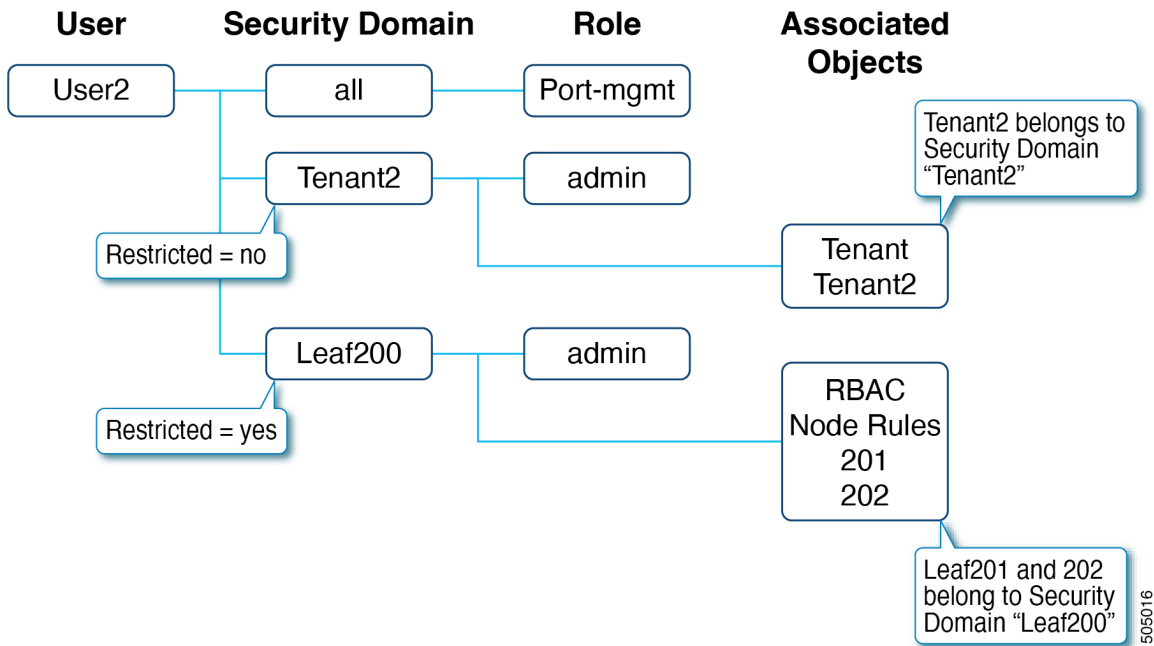 User
Security Domain
Role
Associated
Objects
User2
all
Port-mgmt
Tenant2 belongs to
Security Domain
“Tenant2”
Tenant2
admin
Restricted = no
Tenant
Tenant2
Leaf200
admin
Restricted = yes
RBAC
Node Rules
201
202
Leaf201 and 202
belong to Security
Domain “Leaf200”
505016